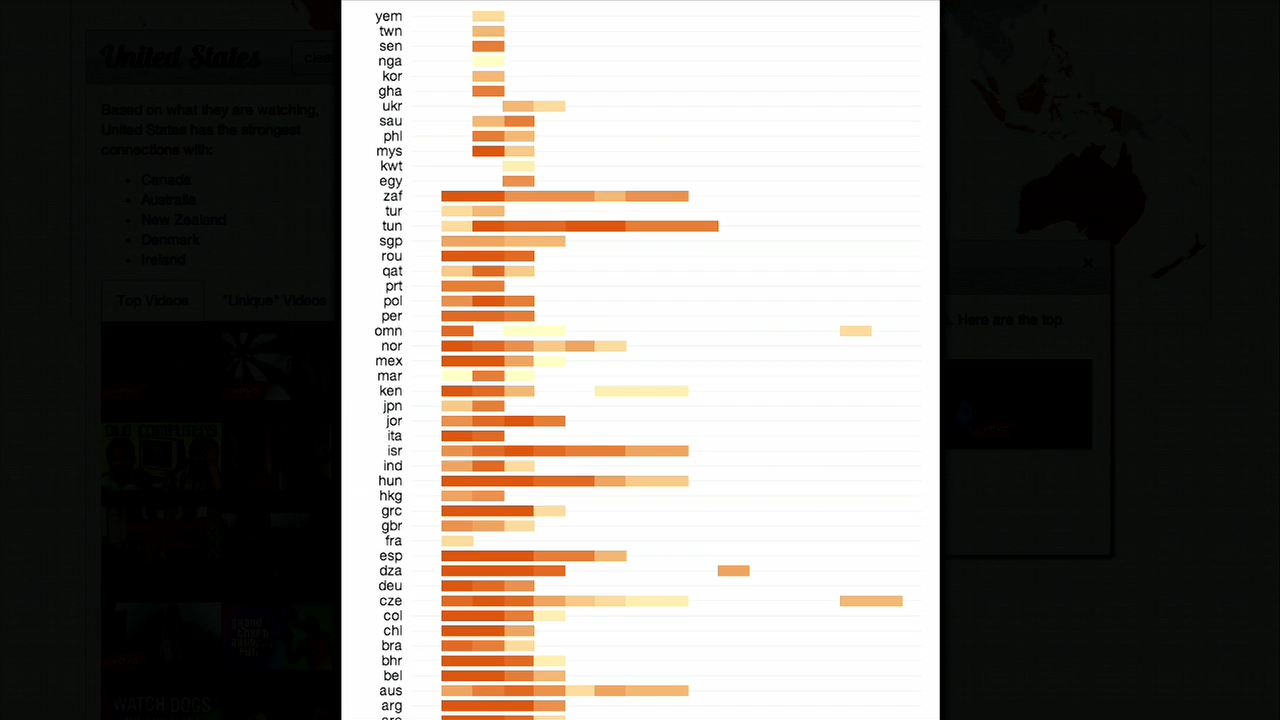 United States
clea
Based on what they are watching,
United States has the strongest
connections with:
Canada
Australia
New Zealand
Denmark
Ireland
Top Videos
"Unique" Videos
WATCH DOGS
yem
twn
sen
nga
kor
gha
ukr
sau
phl
mys
kwt
egy
zaf
tur
tun
sgp
rou
qat
prt
pol
per
omn
nor
mex
mar
ken
jpn
jor
ita
isr
ind
hun
hkg
grc
gbr
fra
esp
dza
deu
cze
col
chl
bra
bhr
bel
aus
arg
are
×
. Here are the top